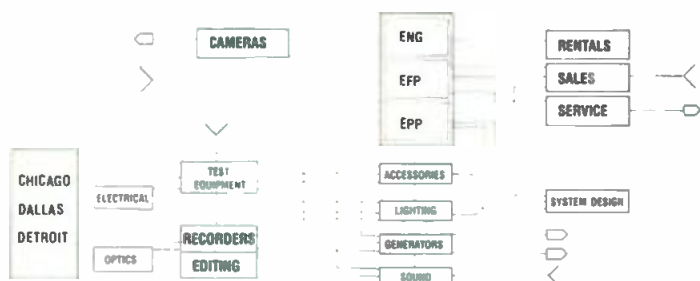 CAMERAS
ENG
EFP
EPP
RENTALS
SALES
SERVICE
CHICAGO
DALLAS
DETROIT
ELECTRICAL
OPTICS
TEST
EQUIPMENT
RECORDERS
EDITING
ACCESSORIES
LIGHTING
GENERATORS
SOUND
SYSTEM DESIGN